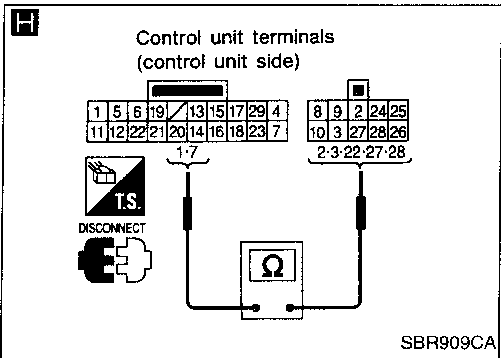 H
Control unit terminals
(control unit side)
1 5 6 19 13 15 17 29 4
11 12 22 21 20 14 16 18 23 7
8 9 2 24 25
10 3 27 28 26
1·7
2·3·22·27·28
T.S.
DISCONNECT
Ω
SBR909CA